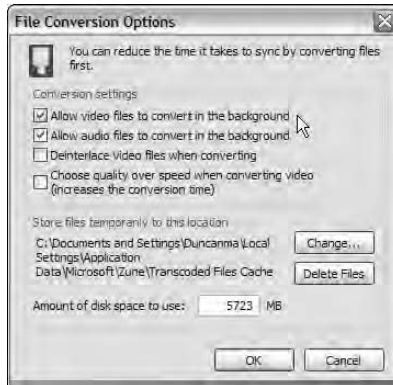 File Conversion Options
You can reduce the time it takes to sync by converting files
first.
Conversion settings
Allow video files to convert in the background
Allow audio files to convert in the background
Deinterlace video files when converting
Choose quality over speed when converting video
(increases the conversion time)
Store files temporarily to this location
C:\Documents and Settings\Duncanma\Local
Settings\Application
Data\Microsoft\Zune\Transcoded Files Cache
Change...
Delete Files
Amount of disk space to use: 5723 MB
OK Cancel